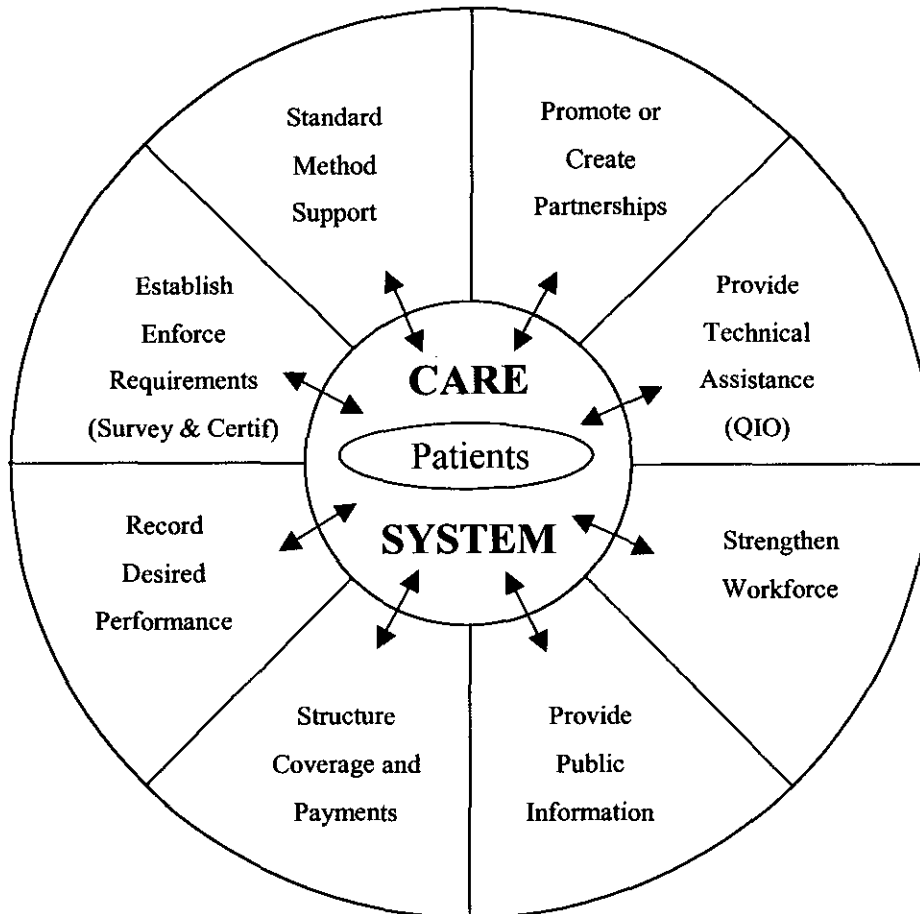 Standard
Method
Support
Promote or
Create
Partnerships
Establish
Enforce
Requirements
(Survey & Certif)
Provide
Technical
Assistance
(QIO)
CARE
Patients
SYSTEM
Record
Desired
Performance
Strengthen
Workforce
Structure
Coverage and
Payments
Provide
Public
Information